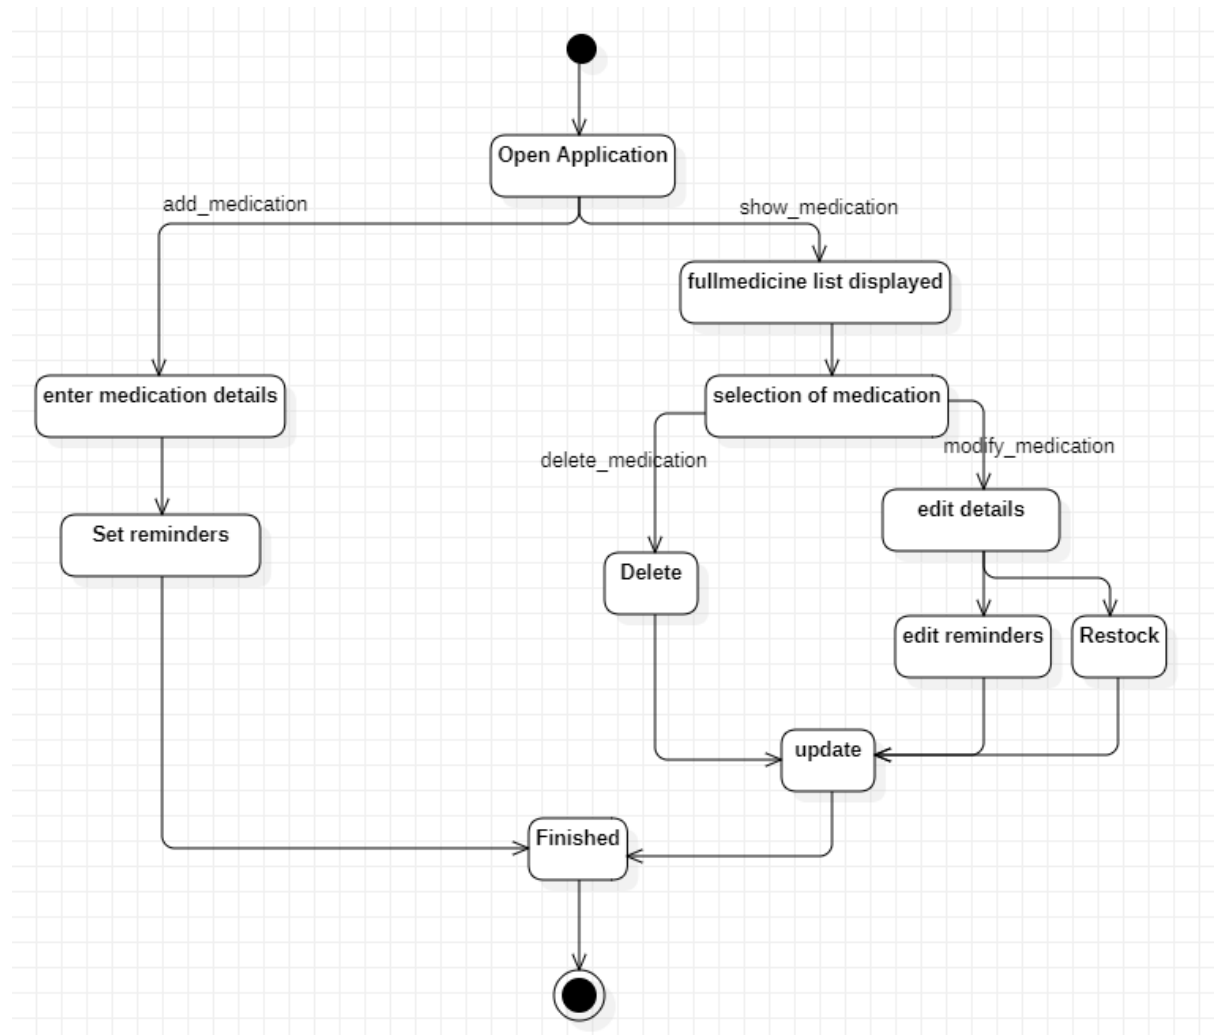 Open Application
add_medication
show_medication
fullmedicine list displayed
enter medication details
selection of medication
delete_medication
modify_medication
edit details
Set reminders
Delete
edit reminders
Restock
update
Finished